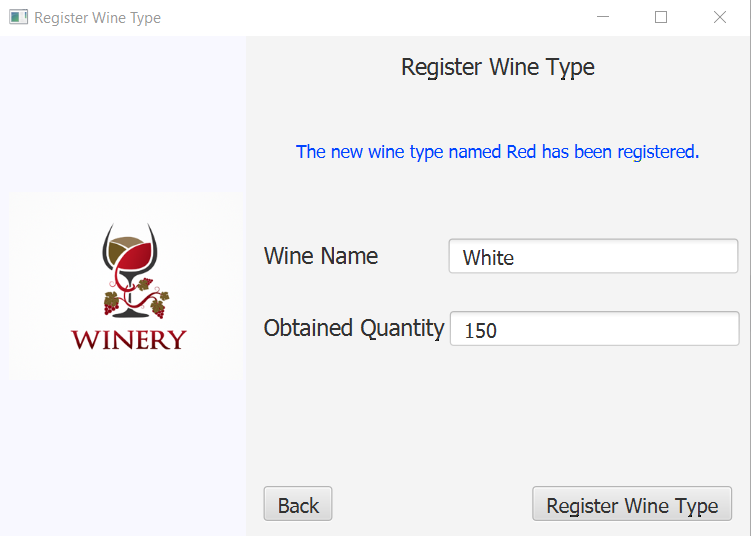 Register Wine Type
Register Wine Type
The new wine type named Red has been registered.
Wine Name
White
WINERY
Obtained Quantity
150
Back
Register Wine Type